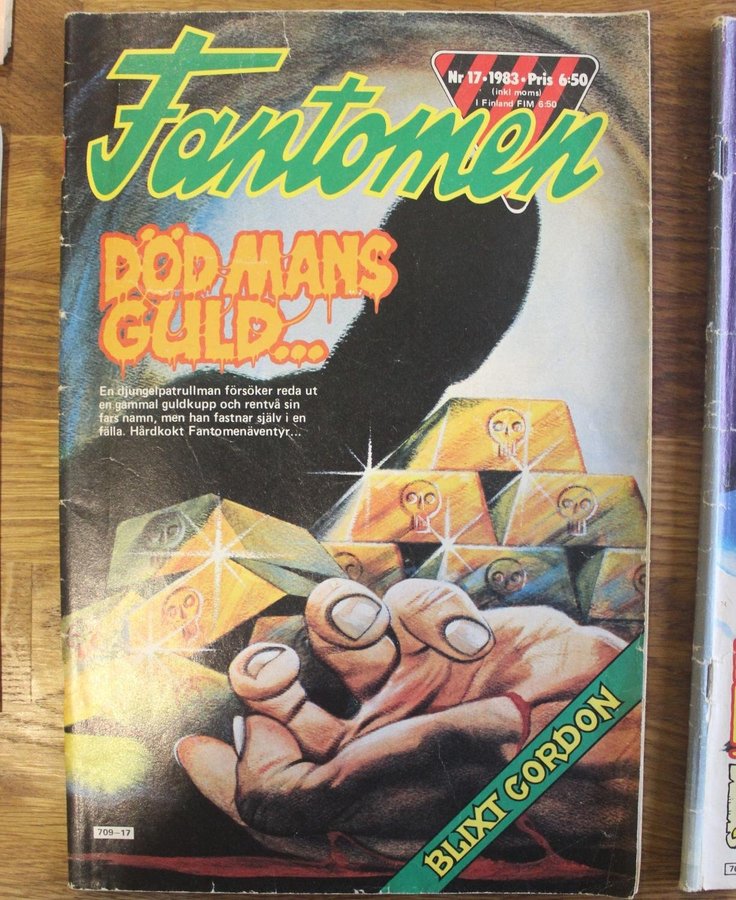 Fantomen
Nr 17•1983•Pris 6:50
(inkl moms)
I Finland FIM 6:50
DÖD MANS
GULD...
En djungelpatrullman försöker reda ut
en gammal guldkupp och rentvå sin
fars namn, men han fastnar själv i en
fälla. Hårdkokt Fantomenäventyr...
BLIXT GORDON
709-17